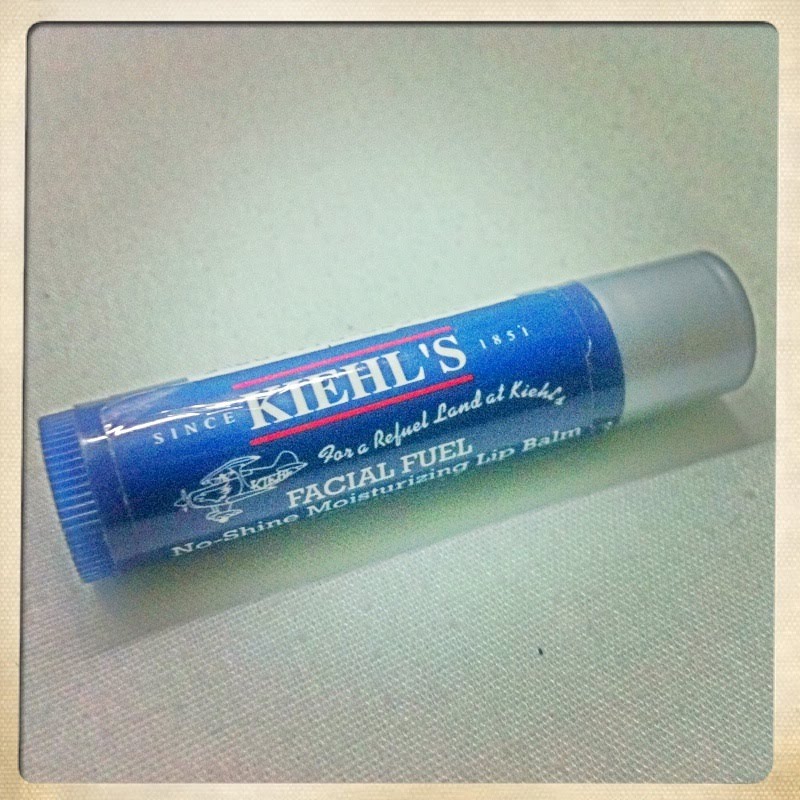 SINCE KIEHL'S 1851
For a Refuel Land at Kiehl's
FACIAL FUEL
No-Shine Moisturizing Lip Balm